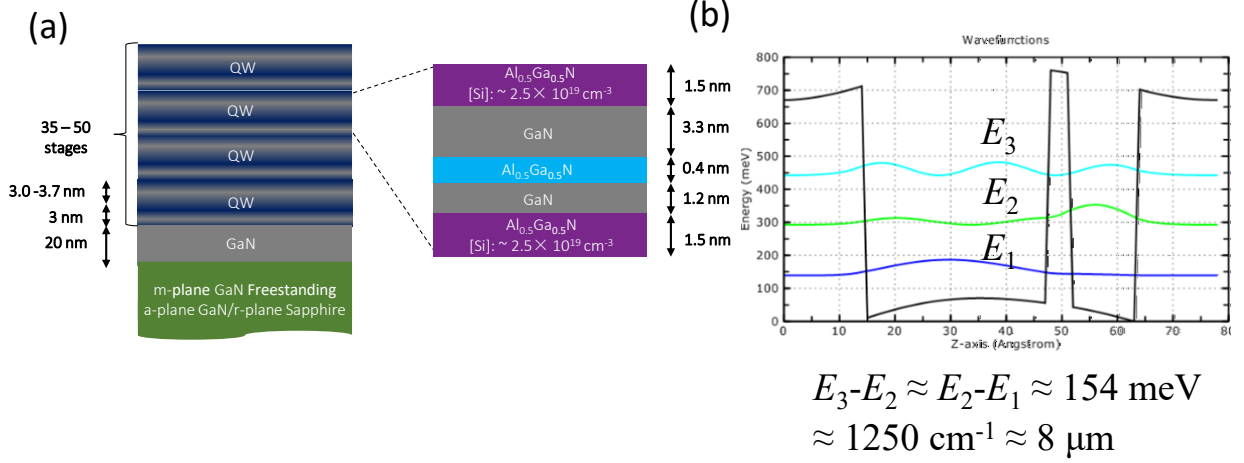 (a)
QW
QW
QW
QW
GaN
m-plane GaN Freestanding
a-plane GaN/r-plane Sapphire
35 – 50
stages
3.0 -3.7 nm
3 nm
20 nm
Al0.5Ga0.5N
[Si]: ~ 2.5 × 10^19 cm^-3
GaN
Al0.5Ga0.5N
GaN
Al0.5Ga0.5N
[Si]: ~ 2.5 × 10^19 cm^-3
1.5 nm
3.3 nm
0.4 nm
1.2 nm
1.5 nm
(b)
Wavefunctions
Energy (meV)
800
700
600
500
400
300
200
100
0
E3
E2
E1
0 10 20 30 40 50 60 70 80
Z-axis (Angstrom)
E3-E2 ≈ E2-E1 ≈ 154 meV
≈ 1250 cm^-1 ≈ 8 μm